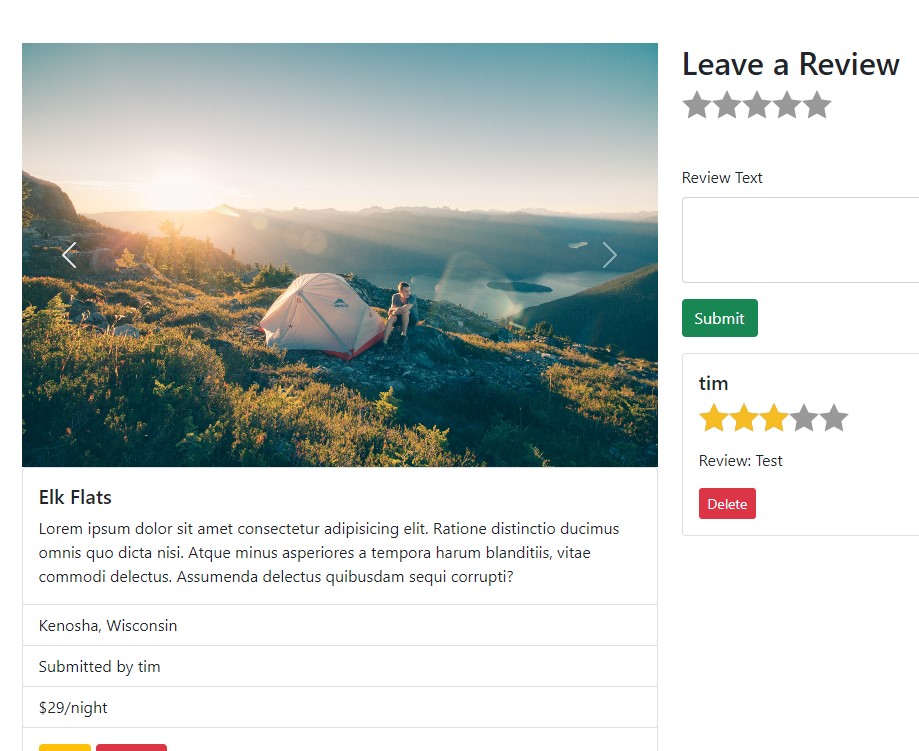 Leave a Review
Review Text
Submit
tim
Review: Test
Delete
Elk Flats
Lorem ipsum dolor sit amet consectetur adipisicing elit. Ratione distinctio ducimus
omnis quo dicta nisi. Atque minus asperiores a tempora harum blanditiis, vitae
commodi delectus. Assumenda delectus quibusdam sequi corrupti?
Kenosha, Wisconsin
Submitted by tim
$29/night